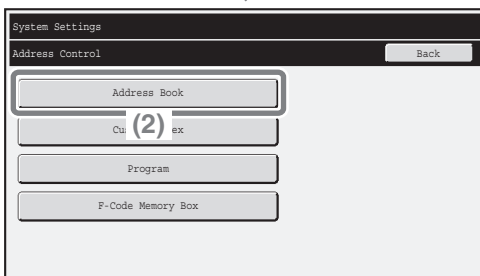 System Settings
Address Control
Back
Address Book
(2)
Program
F-Code Memory Box